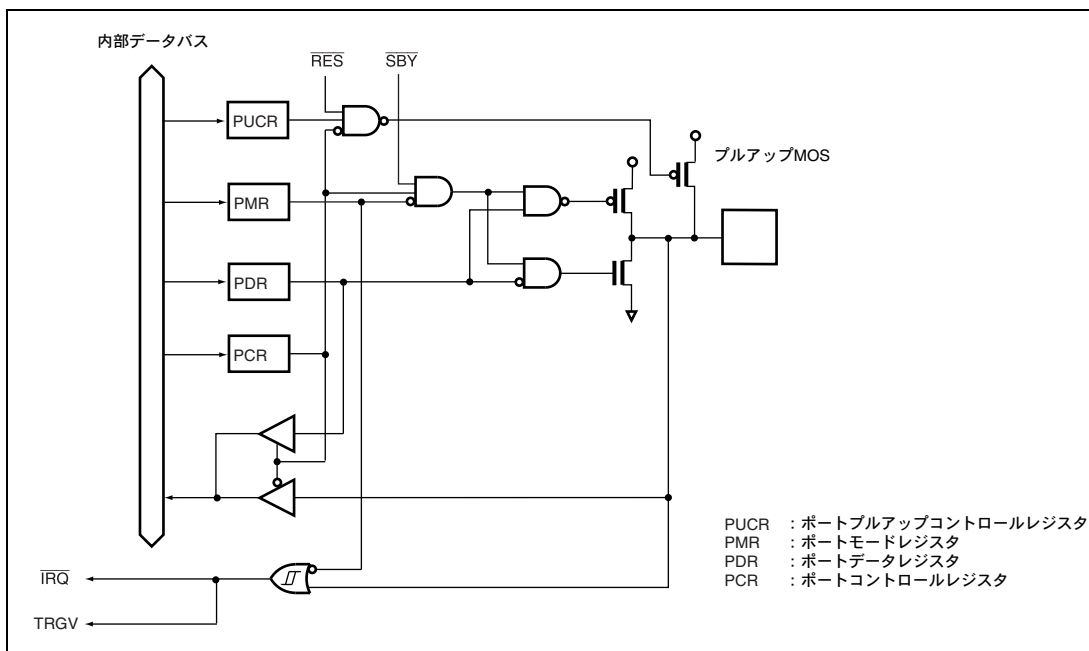 内部データバス
RES
SBY
PUCR
プルアップMOS
PMR
PDR
PCR
PUCR :ポートプルアップコントロールレジスタ
PMR :ポートモードレジスタ
PDR :ポートデータレジスタ
PCR :ポートコントロールレジスタ
IRQ
TRGV